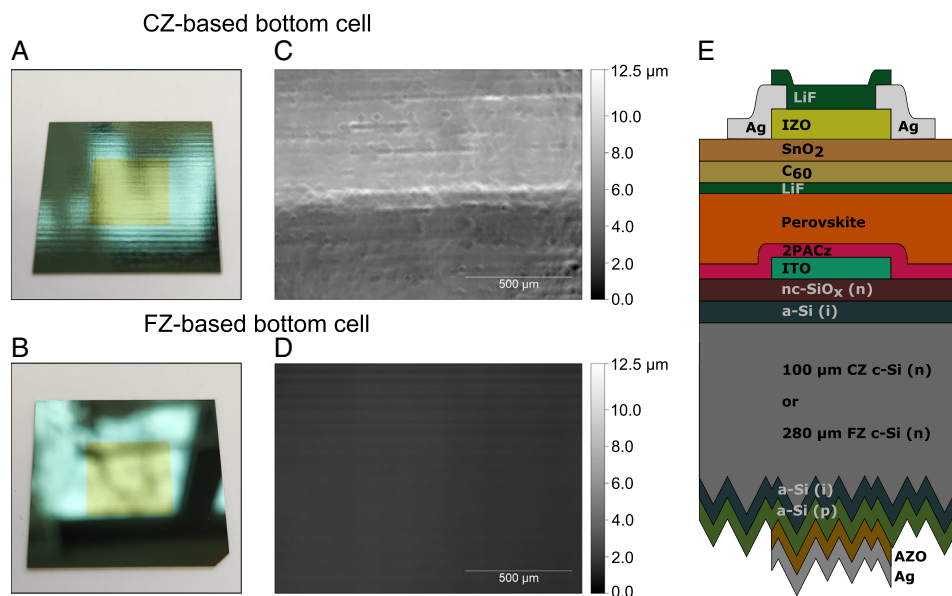 CZ-based bottom cell
A
C
12.5 µm
10.0
8.0
6.0
4.0
2.0
0.0
500 µm
FZ-based bottom cell
B
D
12.5 µm
10.0
8.0
6.0
4.0
2.0
0.0
500 µm
E
LiF
Ag
IZO
Ag
SnO2
C60
LiF
Perovskite
2PACz
ITO
nc-SiOx (n)
a-Si (i)
100 µm CZ c-Si (n)
or
280 µm FZ c-Si (n)
a-Si (i)
a-Si (p)
AZO
Ag